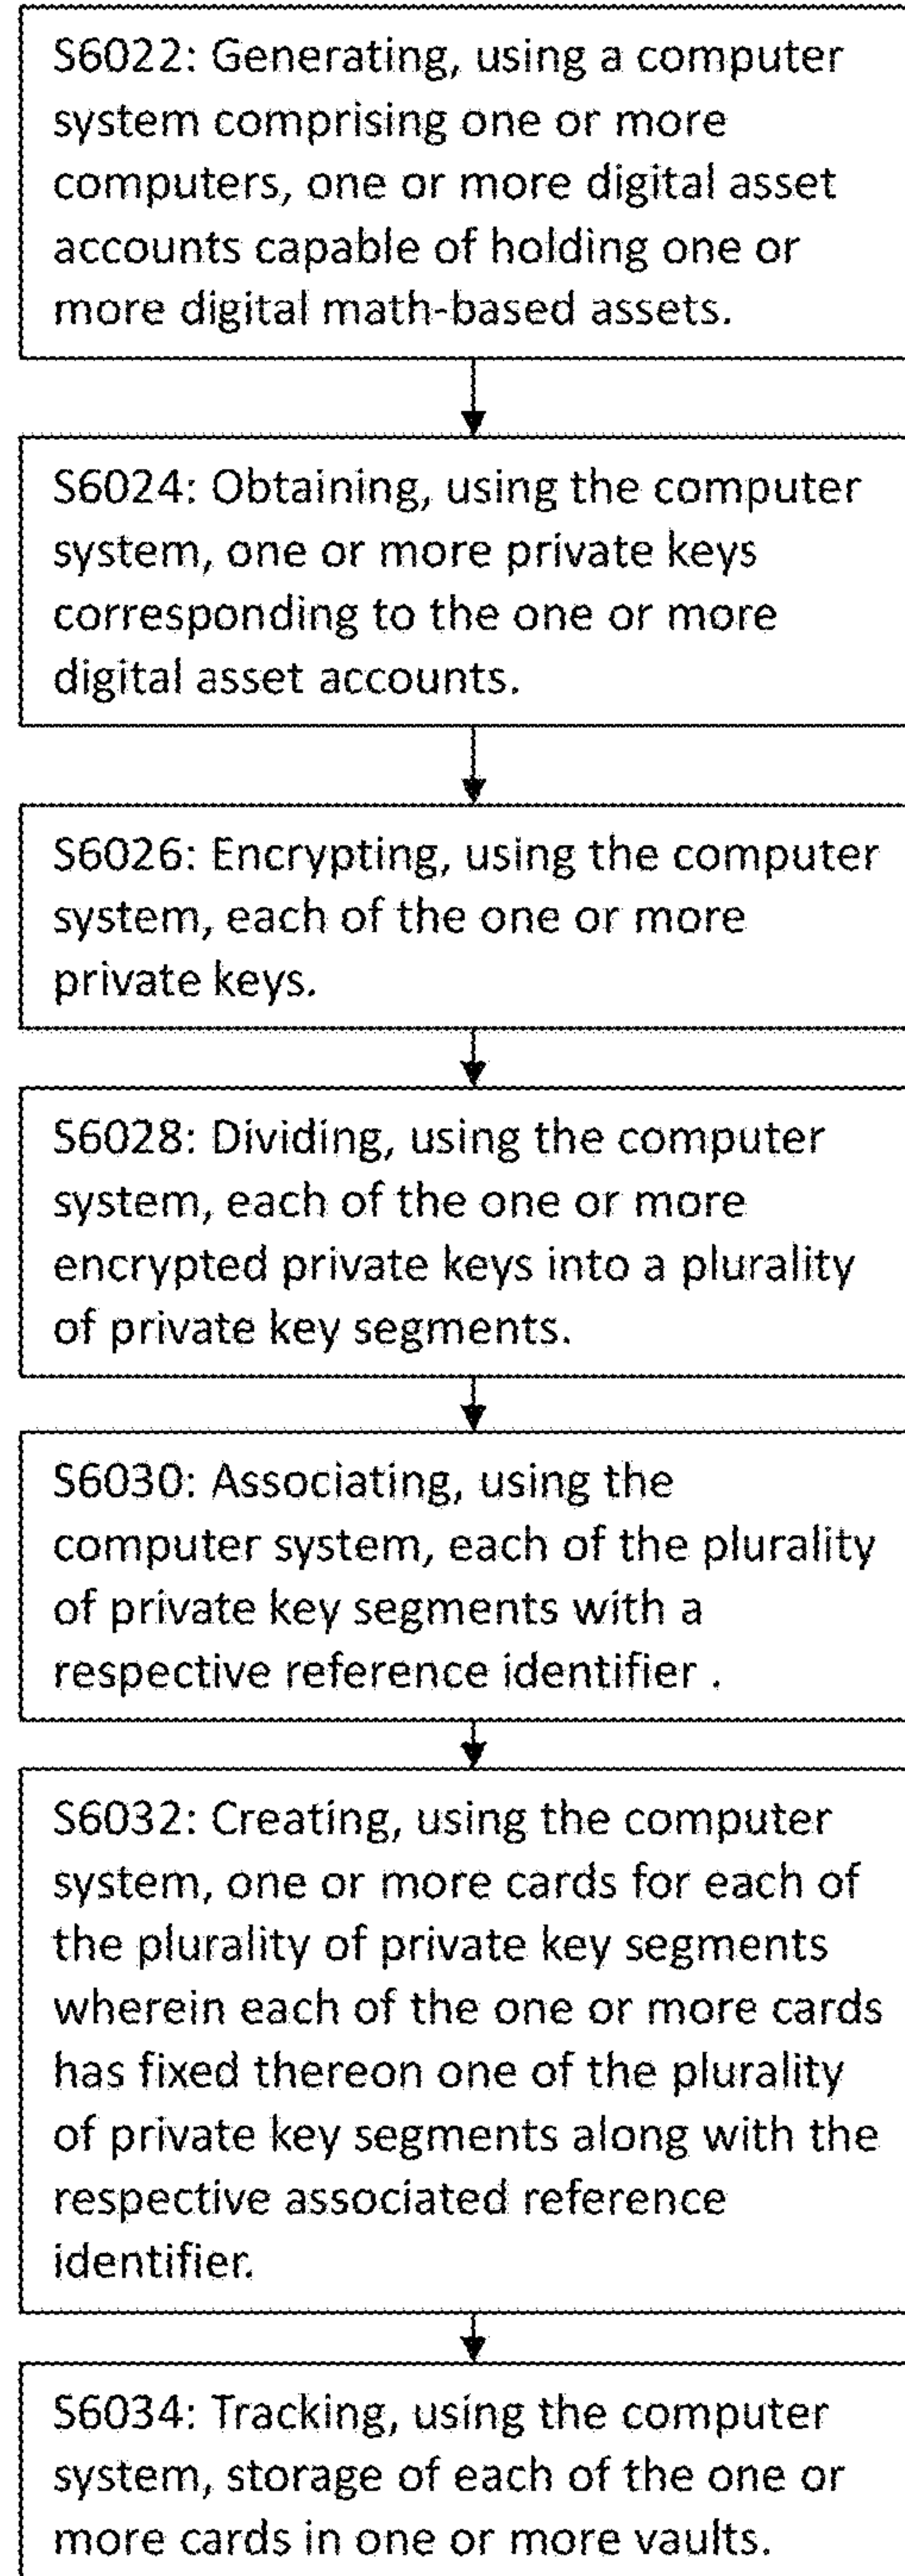 S6022: Generating, using a computer
system comprising one or more
computers, one or more digital asset
accounts capable of holding one or
more digital math-based assets.
S6024: Obtaining, using the computer
system, one or more private keys
corresponding to the one or more
digital asset accounts.
S6026: Encrypting, using the computer
system, each of the one or more
private keys.
S6028: Dividing, using the computer
system, each of the one or more
encrypted private keys into a plurality
of private key segments.
S6030: Associating, using the
computer system, each of the plurality
of private key segments with a
respective reference identifier .
S6032: Creating, using the computer
system, one or more cards for each of
the plurality of private key segments
wherein each of the one or more cards
has fixed thereon one of the plurality
of private key segments along with the
respective associated reference
identifier.
S6034: Tracking, using the computer
system, storage of each of the one or
more cards in one or more vaults.